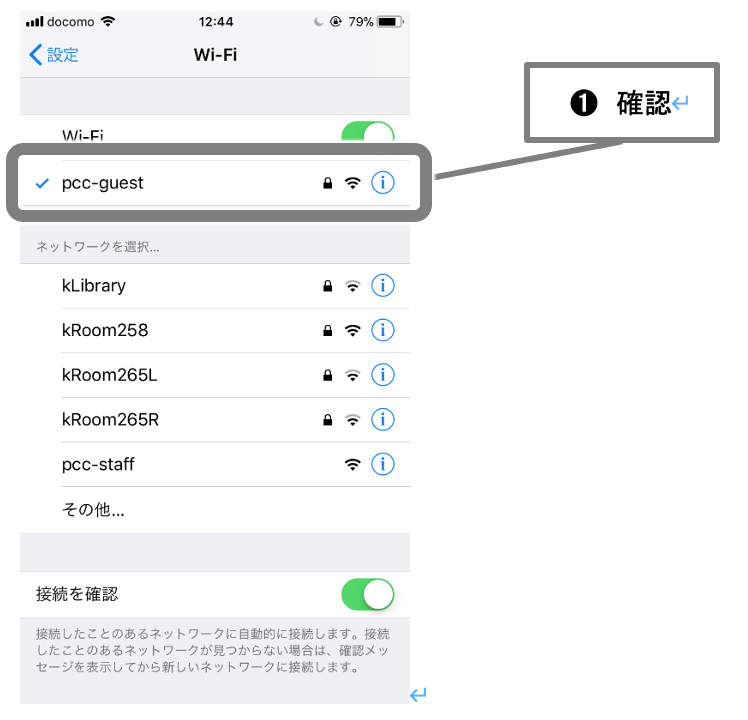 docomo 12:44 79%
設定 Wi-Fi
❶ 確認↵
Wi-Fi
pcc-guest
ネットワークを選択...
kLibrary
kRoom258
kRoom265L
kRoom265R
pcc-staff
その他...
接続を確認
接続したことのあるネットワークに自動的に接続します。接続
したことのあるネットワークが見つからない場合は、確認メッ
セージを表示してから新しいネットワークに接続します。
↵